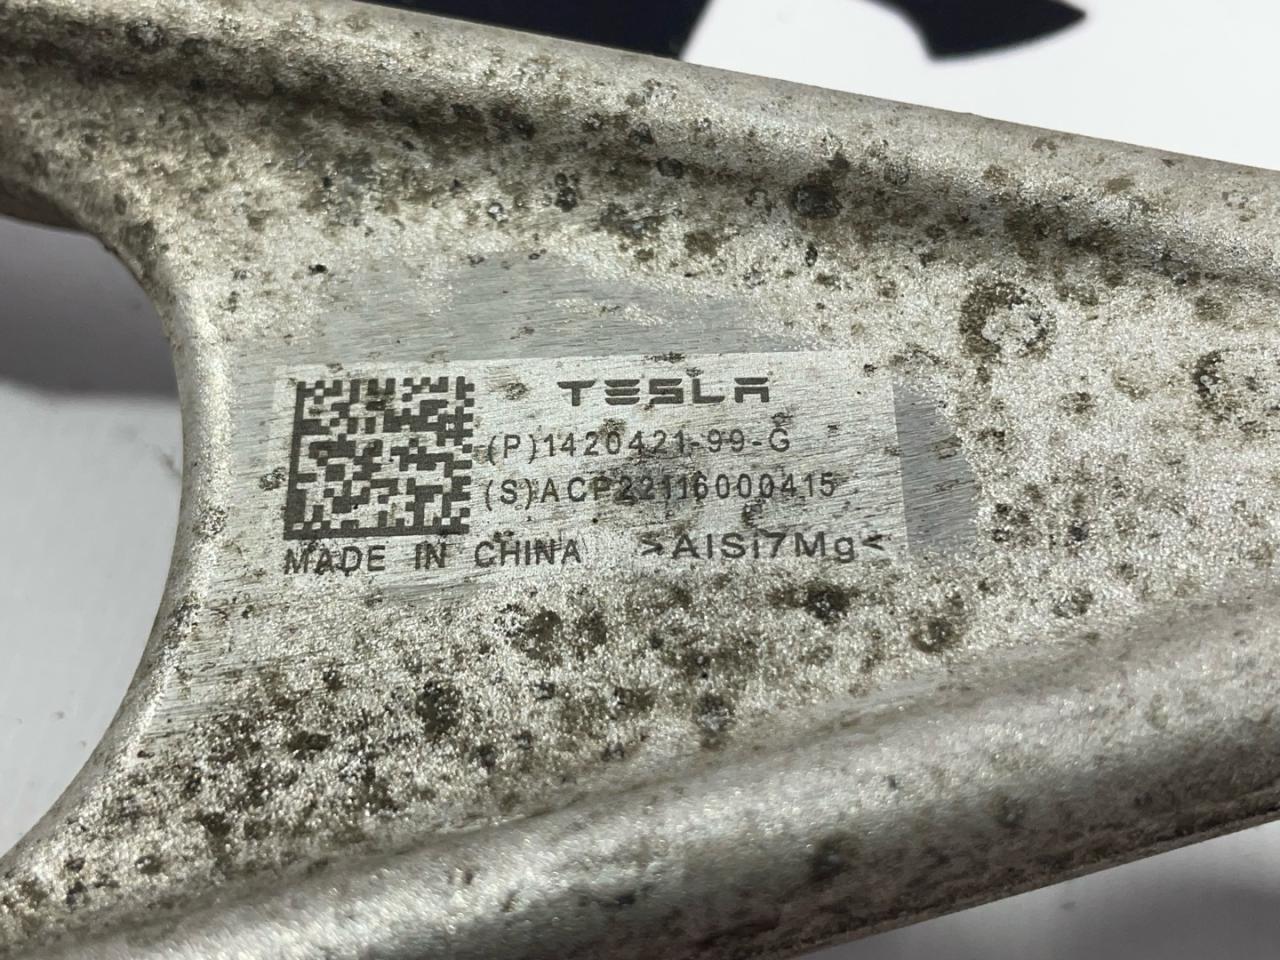 TESLA
(P)1420421-99-G
(S)ACP22116000415
MADE IN CHINA >AlSi7Mg<